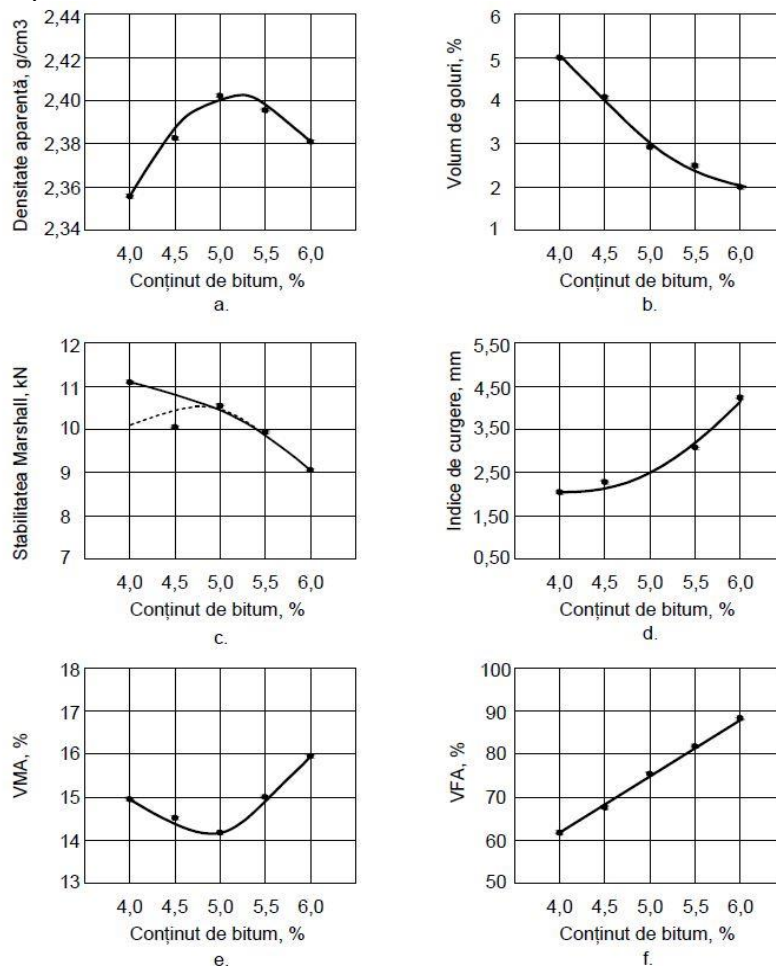 Densitate aparentă, g/cm3
2,44
2,42
2,40
2,38
2,36
2,34
4,0 4,5 5,0 5,5 6,0
Conținut de bitum, %
a.
Volum de goluri, %
6
5
4
3
2
1
4,0 4,5 5,0 5,5 6,0
Conținut de bitum, %
b.
Stabilitatea Marshall, kN
12
11
10
9
8
7
4,0 4,5 5,0 5,5 6,0
Conținut de bitum, %
c.
Indice de curgere, mm
5,50
4,50
3,50
2,50
1,50
0,50
4,0 4,5 5,0 5,5 6,0
Conținut de bitum, %
d.
VMA, %
18
17
16
15
14
13
4,0 4,5 5,0 5,5 6,0
Conținut de bitum, %
e.
VFA, %
100
90
80
70
60
50
4,0 4,5 5,0 5,5 6,0
Conținut de bitum, %
f.